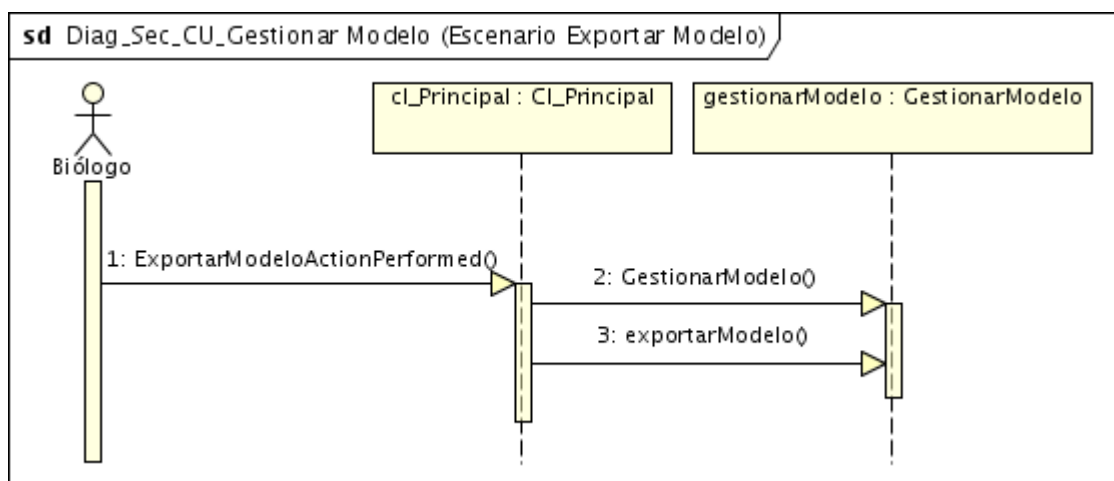 sd Diag_Sec_CU_Gestionar Modelo (Escenario Exportar Modelo)
cl_Principal : Cl_Principal
gestionarModelo : GestionarModelo
Biólogo
1: ExportarModeloActionPerformed()
2: GestionarModelo()
3: exportarModelo()